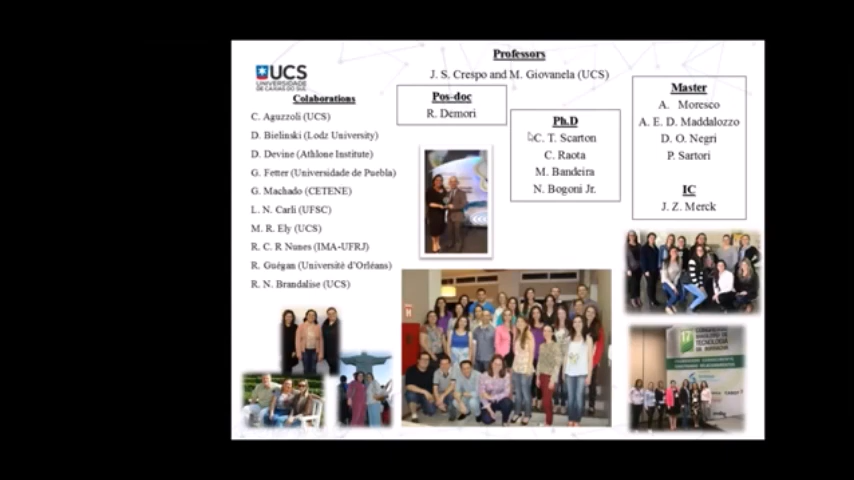 UCS
UNIVERSIDADE
DE CAXIAS DO SUL
Professors
J. S. Crespo and M. Giovanela (UCS)
Colaborations
C. Aguzzoli (UCS)
D. Bielinski (Lodz University)
D. Devine (Athlone Institute)
G. Fetter (Universidade de Puebla)
G. Machado (CETENE)
L. N. Carli (UFSC)
M. R. Ely (UCS)
R. C. R Nunes (IMA-UFRJ)
R. Guégan (Université d'Orléans)
R. N. Brandalise (UCS)
Pos-doc
R. Demori
Ph.D
C. T. Scarton
C. Raota
M. Bandeira
N. Bogoni Jr.
Master
A. Moresco
A. E. D. Maddalozzo
D. O. Negri
P. Sartori
IC
J. Z. Merck
H
17
TECNOLOGIA